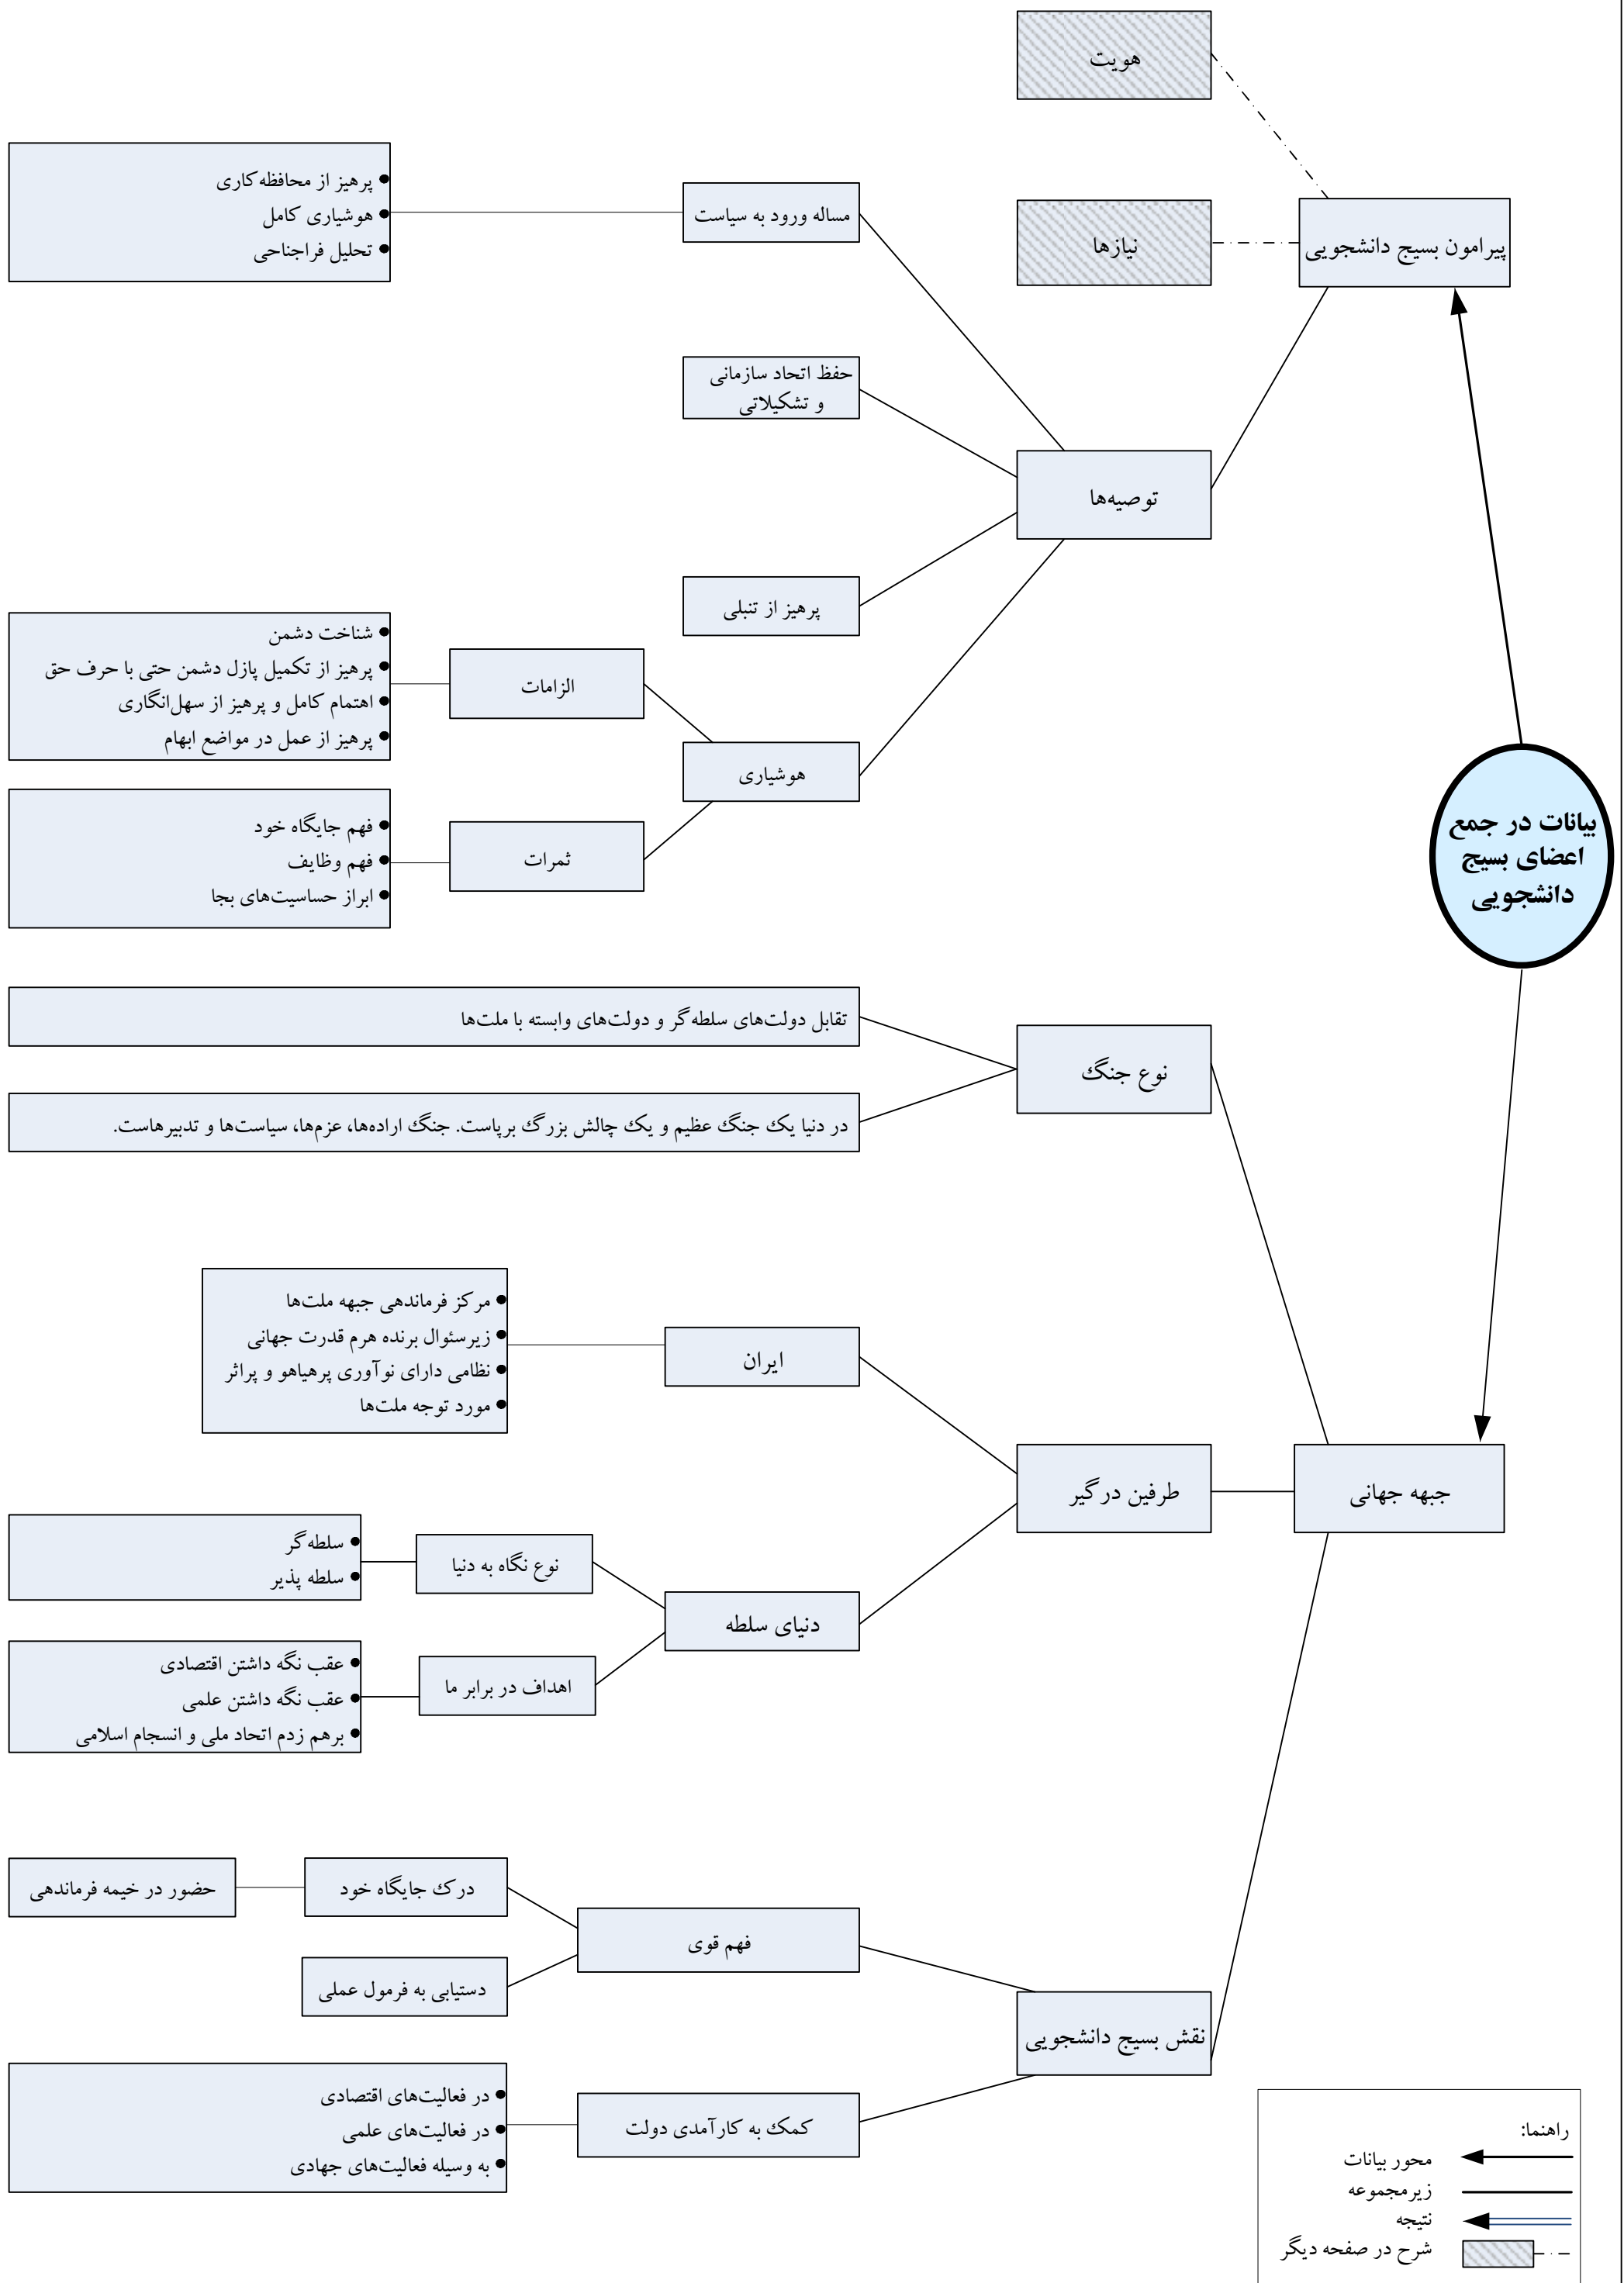 بیانات در جمع
اعضای بسیج
دانشجویی
پیرامون بسیج دانشجویی
هویت
نیازها
توصیه‌ها
مساله ورود به سیاست
● پرهیز از محافظه‌کاری
● هوشیاری کامل
● تحلیل فراجناحی
حفظ اتحاد سازمانی
و تشکیلاتی
پرهیز از تنبلی
هوشیاری
الزامات
● شناخت دشمن
● پرهیز از تکمیل پازل دشمن حتی با حرف حق
● اهتمام کامل و پرهیز از سهل‌انگاری
● پرهیز از عمل در مواضع ابهام
ثمرات
● فهم جایگاه خود
● فهم وظایف
● ابراز حساسیت‌های بجا
جبهه جهانی
نوع جنگ
تقابل دولت‌های سلطه‌گر و دولت‌های وابسته با ملت‌ها
در دنیا یک جنگ عظیم و یک چالش بزرگ برپاست. جنگ اراده‌ها، عزم‌ها، سیاست‌ها و تدبیرهاست.
طرفین درگیر
ایران
● مرکز فرماندهی جبهه ملت‌ها
● زیرسئوال برنده هرم قدرت جهانی
● نظامی دارای نوآوری پرهیاهو و پراثر
● مورد توجه ملت‌ها
دنیای سلطه
نوع نگاه به دنیا
● سلطه‌گر
● سلطه پذیر
اهداف در برابر ما
● عقب نگه داشتن اقتصادی
● عقب نگه داشتن علمی
● برهم زدم اتحاد ملی و انسجام اسلامی
نقش بسیج دانشجویی
فهم قوی
درک جایگاه خود
حضور در خیمه فرماندهی
دستیابی به فرمول عملی
کمک به کارآمدی دولت
● در فعالیت‌های اقتصادی
● در فعالیت‌های علمی
● به وسیله فعالیت‌های جهادی
راهنما:
محور بیانات
زیرمجموعه
نتیجه
شرح در صفحه دیگر